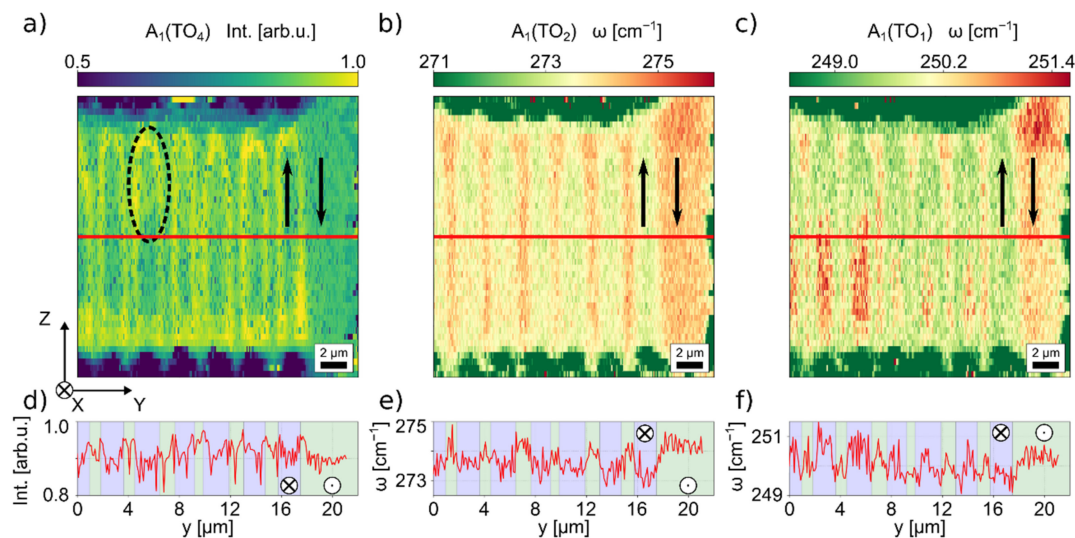 a)
A₁(TO₄) Int. [arb.u.]
0.5 1.0
2 μm
Z
X Y
b)
A₁(TO₂) ω [cm⁻¹]
271 273 275
2 μm
c)
A₁(TO₁) ω [cm⁻¹]
249.0 250.2 251.4
2 μm
d)
Int. [arb.u.]
1.0
0.8
0 4 8 12 16 20
y [μm]
e)
ω [cm⁻¹]
275
273
0 4 8 12 16 20
y [μm]
f)
ω [cm⁻¹]
251
249
0 4 8 12 16 20
y [μm]